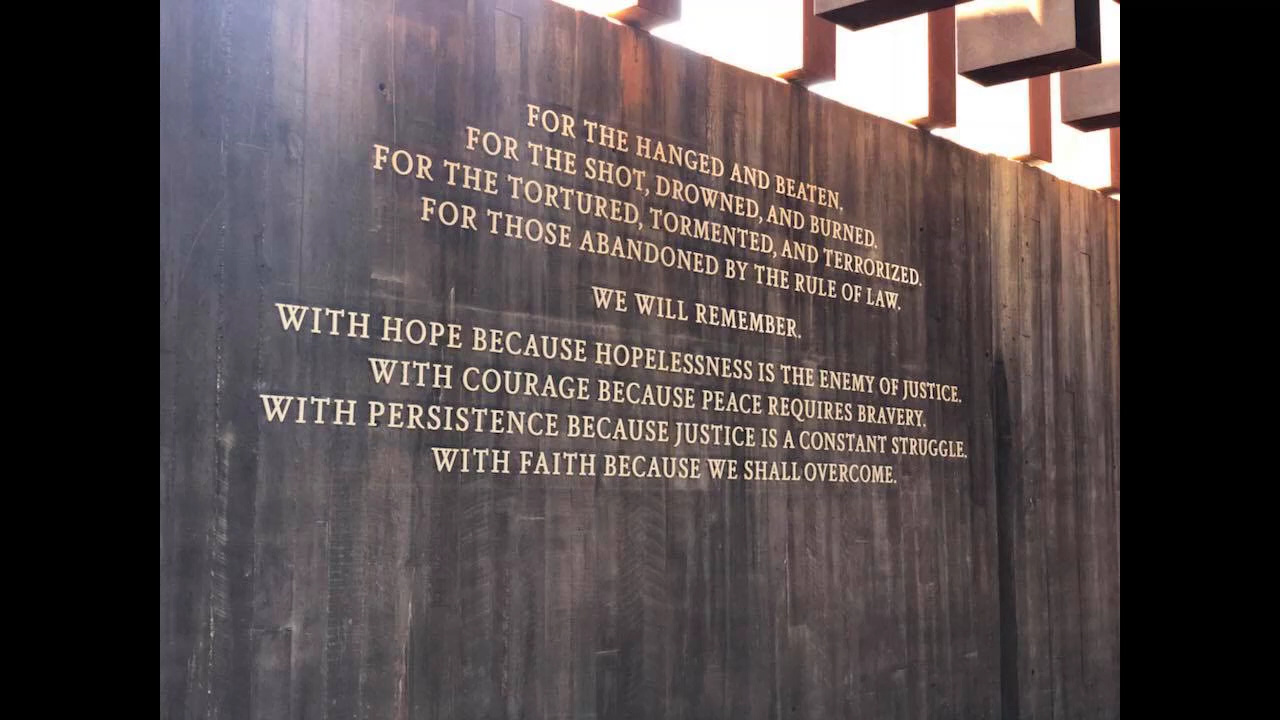 FOR THE HANGED AND BEATEN.
FOR THE SHOT, DROWNED, AND BURNED.
FOR THE TORTURED, TORMENTED, AND TERRORIZED.
FOR THOSE ABANDONED BY THE RULE OF LAW.
WE WILL REMEMBER.
WITH HOPE BECAUSE HOPELESSNESS IS THE ENEMY OF JUSTICE.
WITH COURAGE BECAUSE PEACE REQUIRES BRAVERY.
WITH PERSISTENCE BECAUSE JUSTICE IS A CONSTANT STRUGGLE.
WITH FAITH BECAUSE WE SHALL OVERCOME.